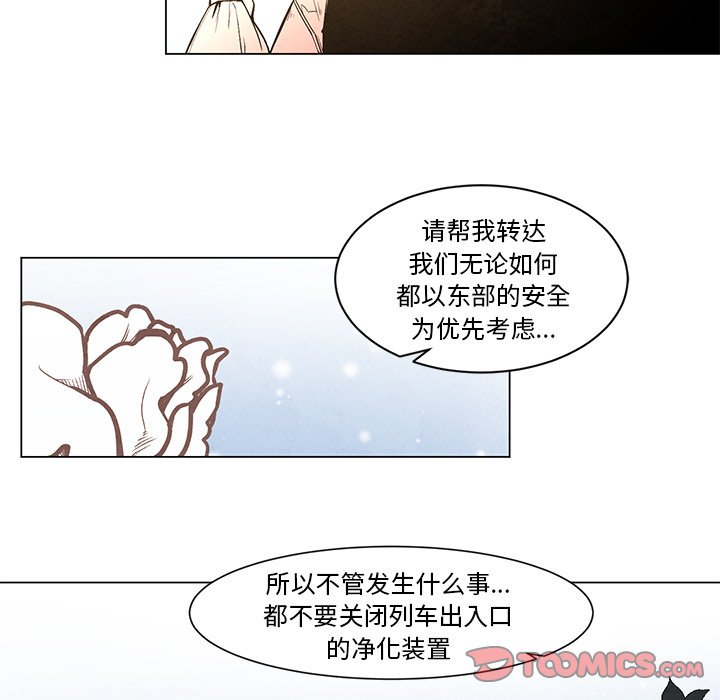 请帮我转达
我们无论如何
都以东部的安全
为优先考虑...
所以不管发生什么事...
都不要关闭列车出入口
的净化装置
TOOMICS.COM